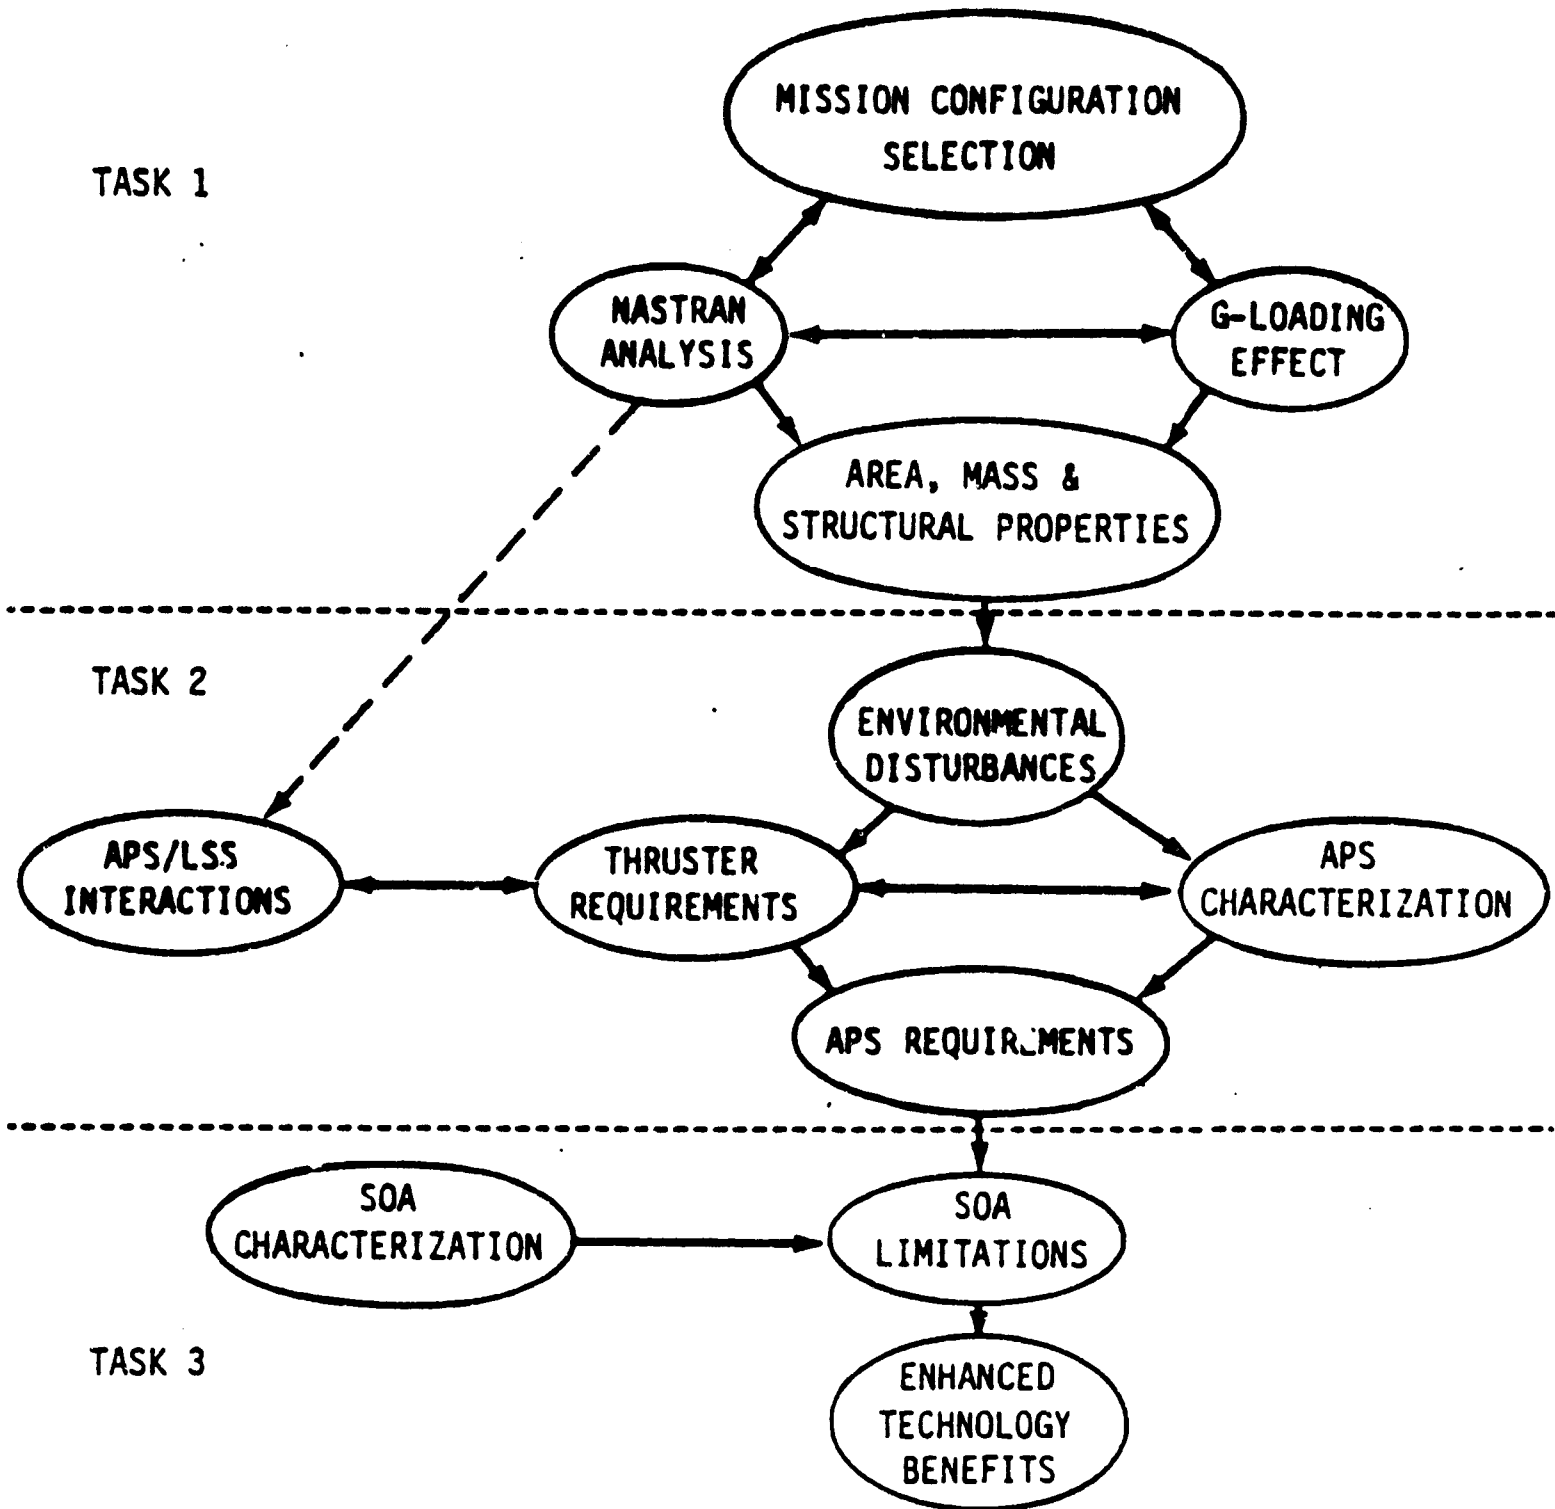 MISSION CONFIGURATION
SELECTION
TASK 1
NASTRAN
ANALYSIS
G-LOADING
EFFECT
AREA, MASS &
STRUCTURAL PROPERTIES
TASK 2
ENVIRONMENTAL
DISTURBANCES
APS/LSS
INTERACTIONS
THRUSTER
REQUIREMENTS
APS
CHARACTERIZATION
APS REQUIREMENTS
SOA
CHARACTERIZATION
SOA
LIMITATIONS
TASK 3
ENHANCED
TECHNOLOGY
BENEFITS